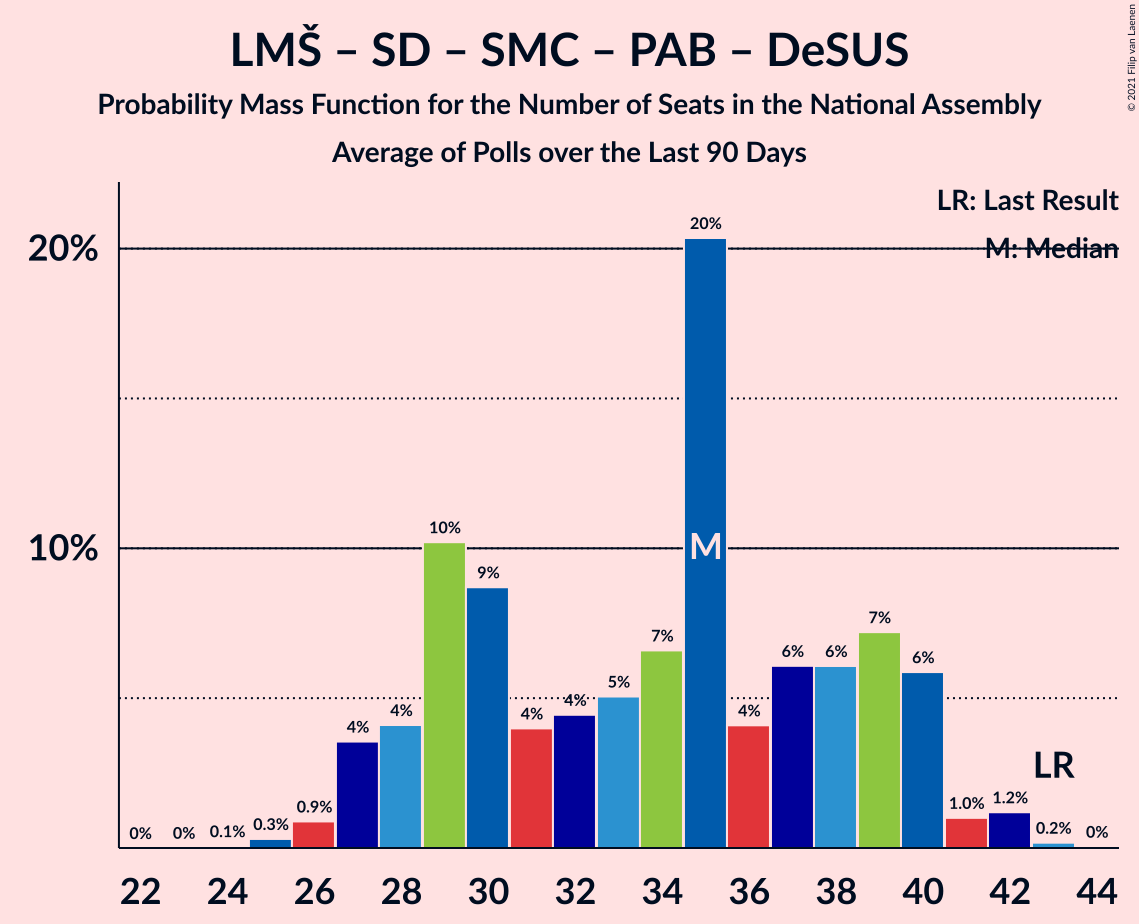 LMŠ – SD – SMC – PAB – DeSUS
Probability Mass Function for the Number of Seats in the National Assembly
Average of Polls over the Last 90 Days
© 2021 Filip van Laenen
LR: Last Result
M: Median
20%
10%
0%
0%
0.1%
0.3%
0.9%
4%
4%
10%
9%
4%
4%
5%
7%
20%
4%
6%
6%
7%
6%
1.0%
1.2%
0.2%
0%
M
LR
22 24 26 28 30 32 34 36 38 40 42 44